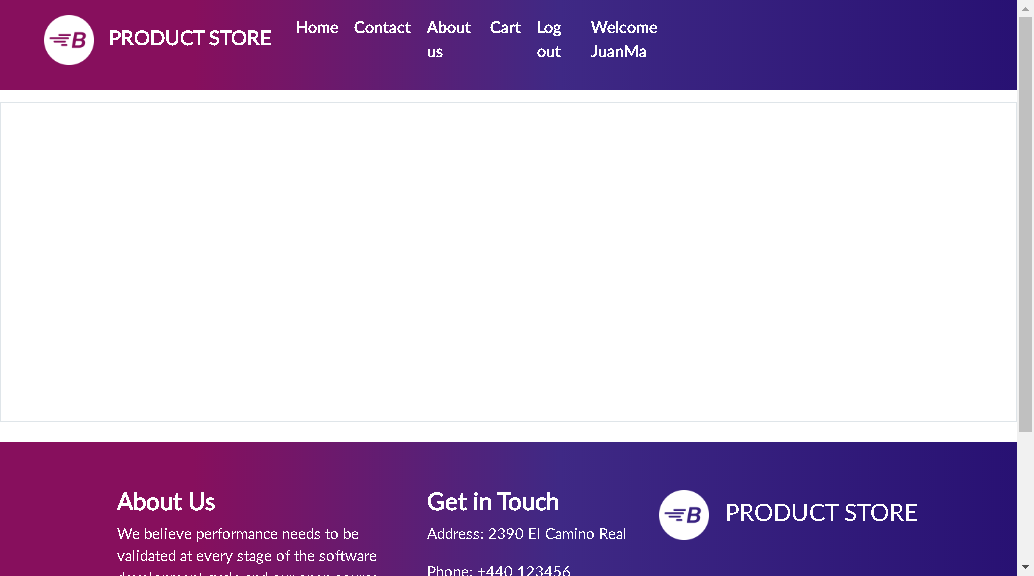 B PRODUCT STORE Home Contact About us Cart Log out Welcome JuanMa
About Us
We believe performance needs to be
validated at every stage of the software
Get in Touch
Address: 2390 El Camino Real
Phone: +440 123456
B PRODUCT STORE